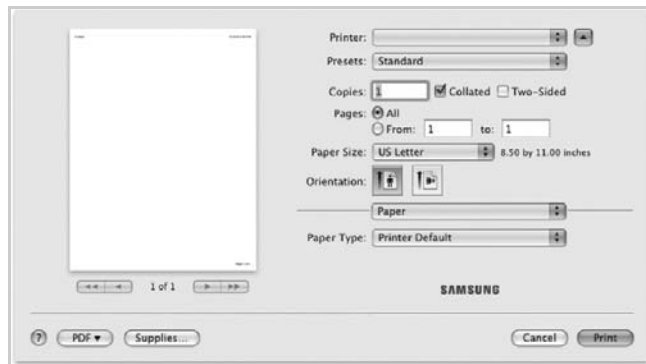 Printer:
Presets: Standard
Copies: 1 Collated Two-Sided
Pages: All
From: 1 to: 1
Paper Size: US Letter 8.50 by 11.00 inches
Orientation:
Paper
Paper Type: Printer Default
1 of 1
SAMSUNG
? PDF Supplies... Cancel Print